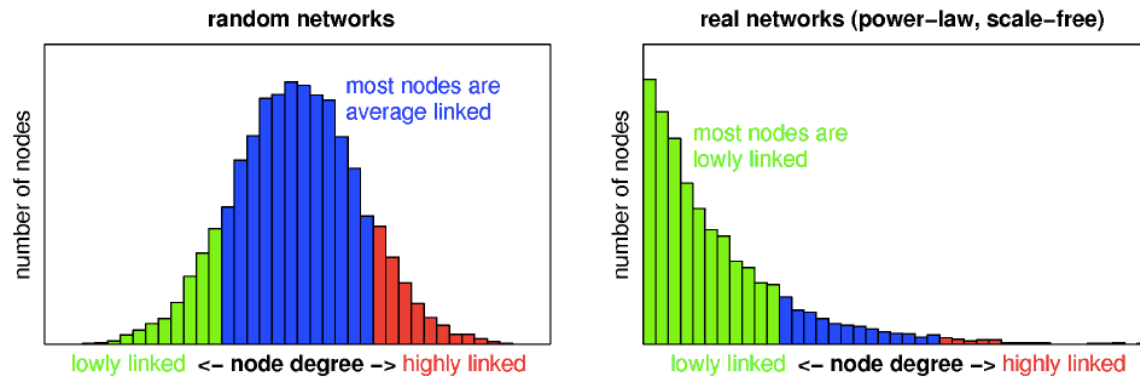 random networks
number of nodes
most nodes are
average linked
lowly linked <- node degree -> highly linked
real networks (power-law, scale-free)
number of nodes
most nodes are
lowly linked
lowly linked <- node degree -> highly linked